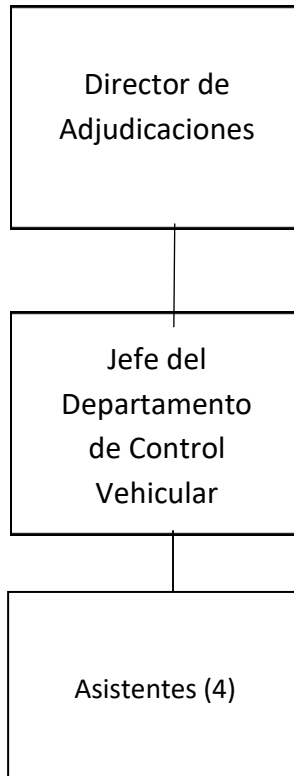 Director de
Adjudicaciones
Jefe del
Departamento
de Control
Vehicular
Asistentes (4)